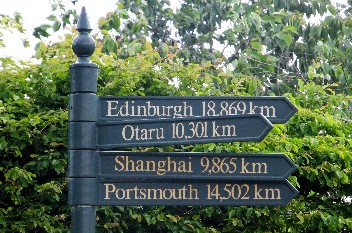 Edinburgh 18,869 km
Otaru 10,301 km
Shanghai 9,865 km
Portsmouth 14,502 km